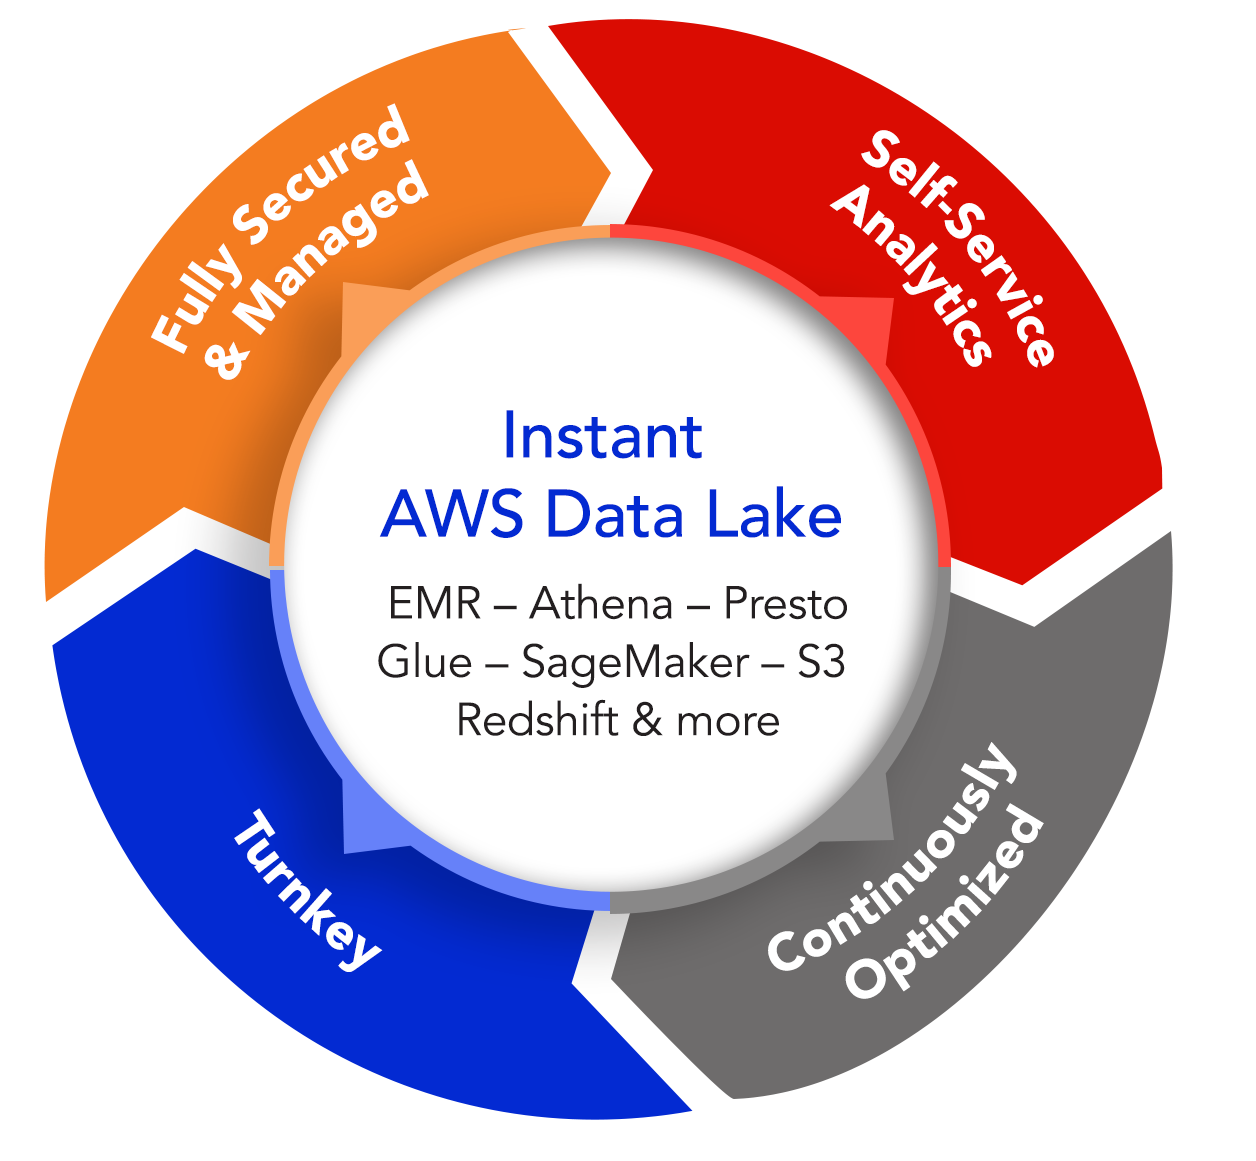 Fully Secured
& Managed
Self-Service
Analytics
Instant
AWS Data Lake
EMR – Athena – Presto
Glue – SageMaker – S3
Redshift & more
Turnkey
Continuously
Optimized